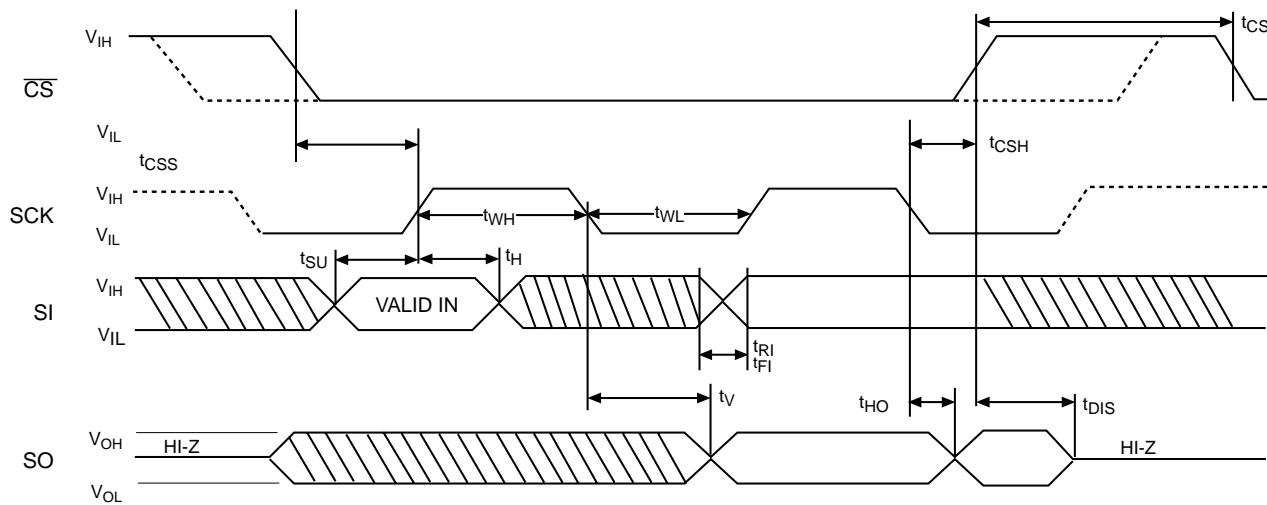 tCS
VIH
CS
VIL
tCSS
tCSH
VIH
SCK
tWH
tWL
VIL
tSU
tH
VIH
SI
VALID IN
VIL
tRI
tFI
tV
tHO
tDIS
VOH
HI-Z
HI-Z
SO
VOL